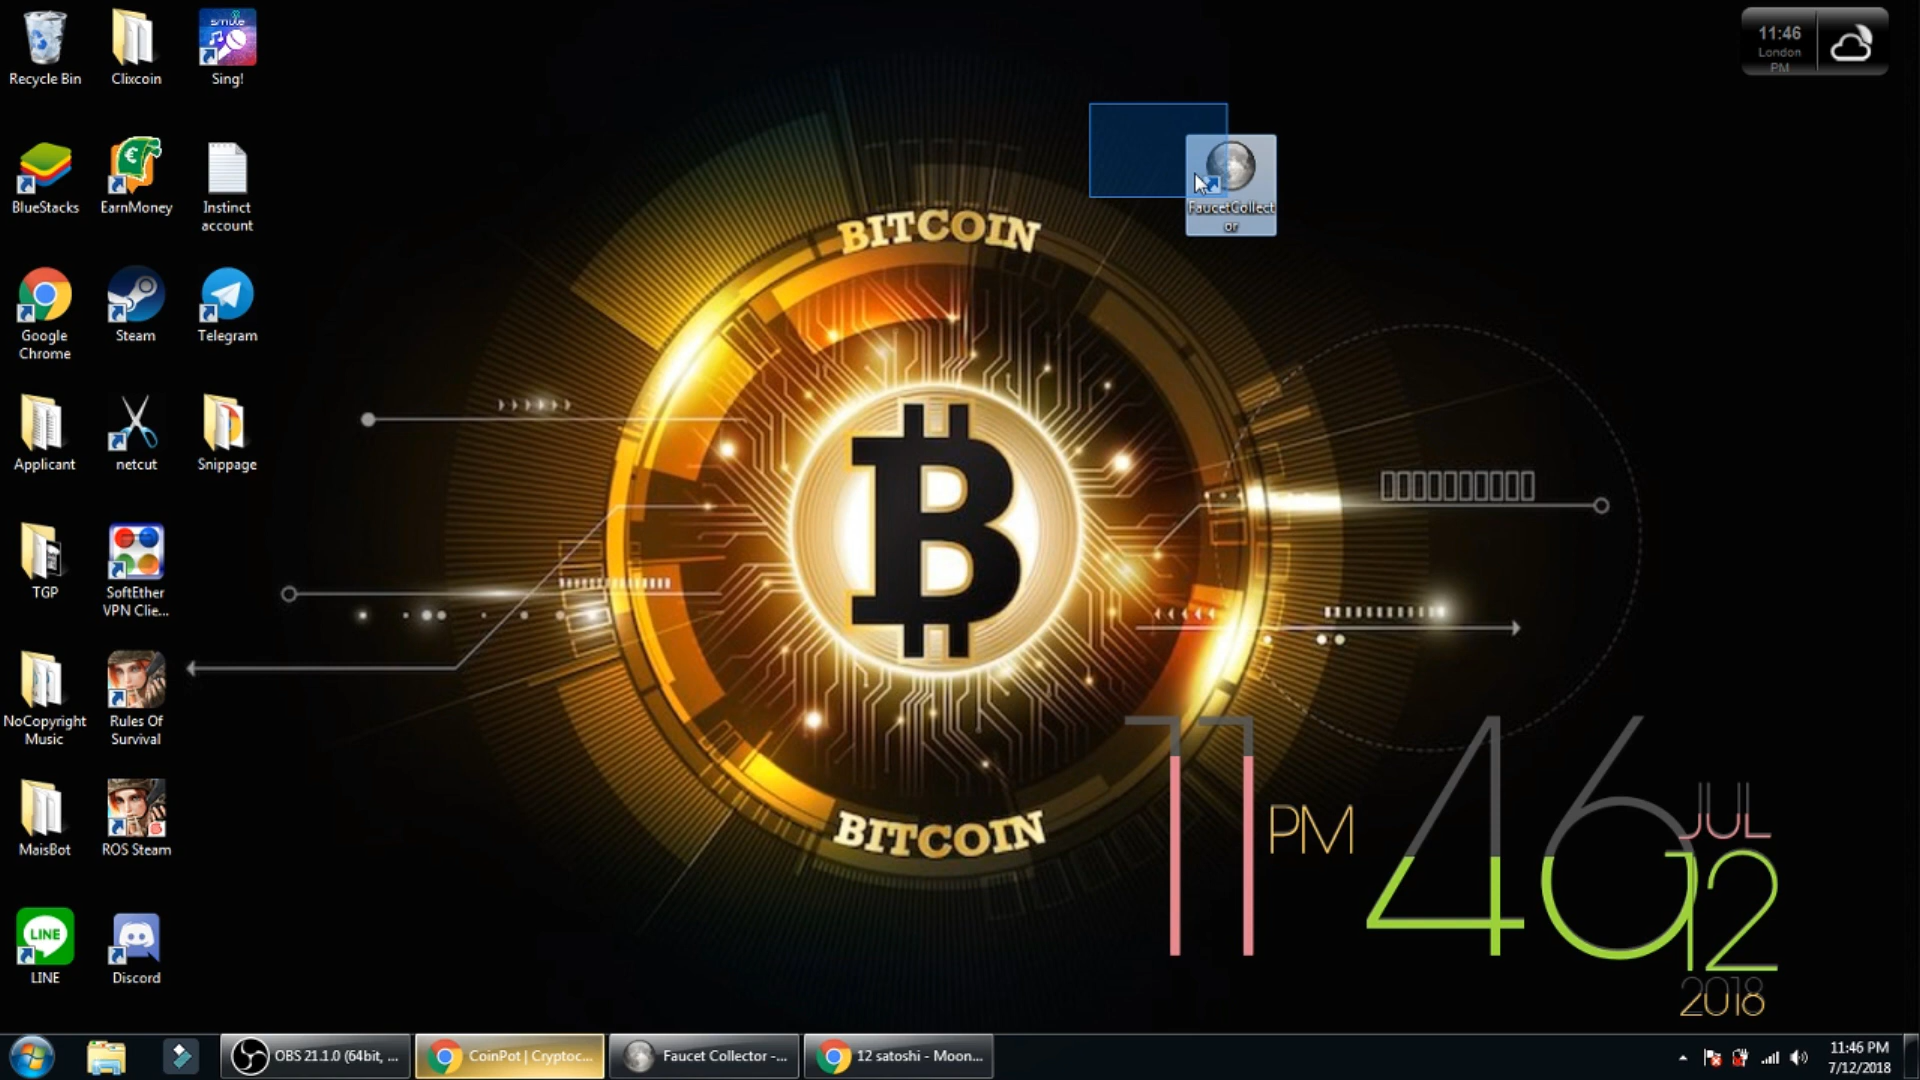 Recycle Bin
Clixcoin
smule
Sing!
11:46
London
PM
BlueStacks
EarnMoney
Instinct
account
FaucetCollect
or
BITCOIN
Google
Chrome
Steam
Telegram
Applicant
netcut
Snippage
TGP
SoftEther
VPN Clie...
NoCopyright
Music
Rules Of
Survival
MaisBot
ROS Steam
BITCOIN
11 PM 46 JUL
12
2018
LINE
LINE
Discord
OBS 21.1.0 (64bit, ...
CoinPot | Cryptoc...
Faucet Collector -...
12 satoshi - Moon...
11:46 PM
7/12/2018